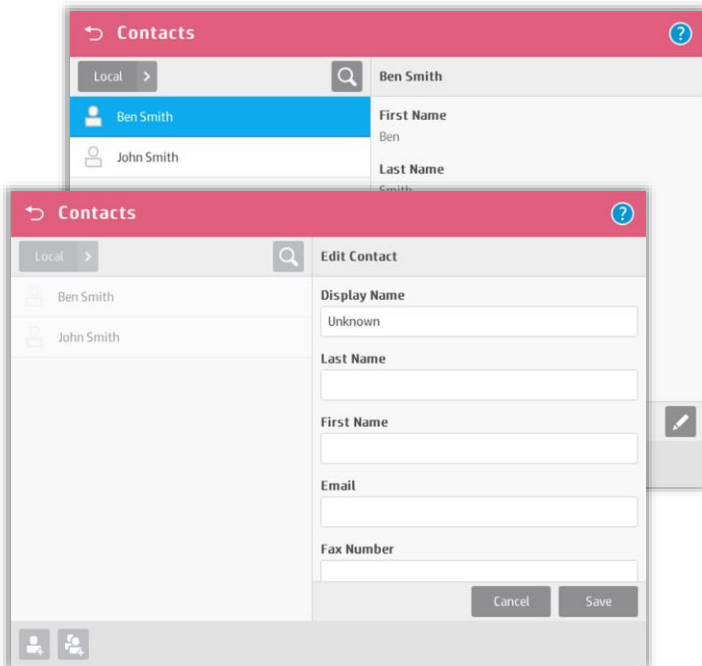 Contacts
?
Local >
Ben Smith
Ben Smith
First Name
Ben
John Smith
Last Name
Smith
Contacts
?
Local >
Edit Contact
Ben Smith
Display Name
Unknown
John Smith
Last Name
First Name
Email
Fax Number
Cancel Save